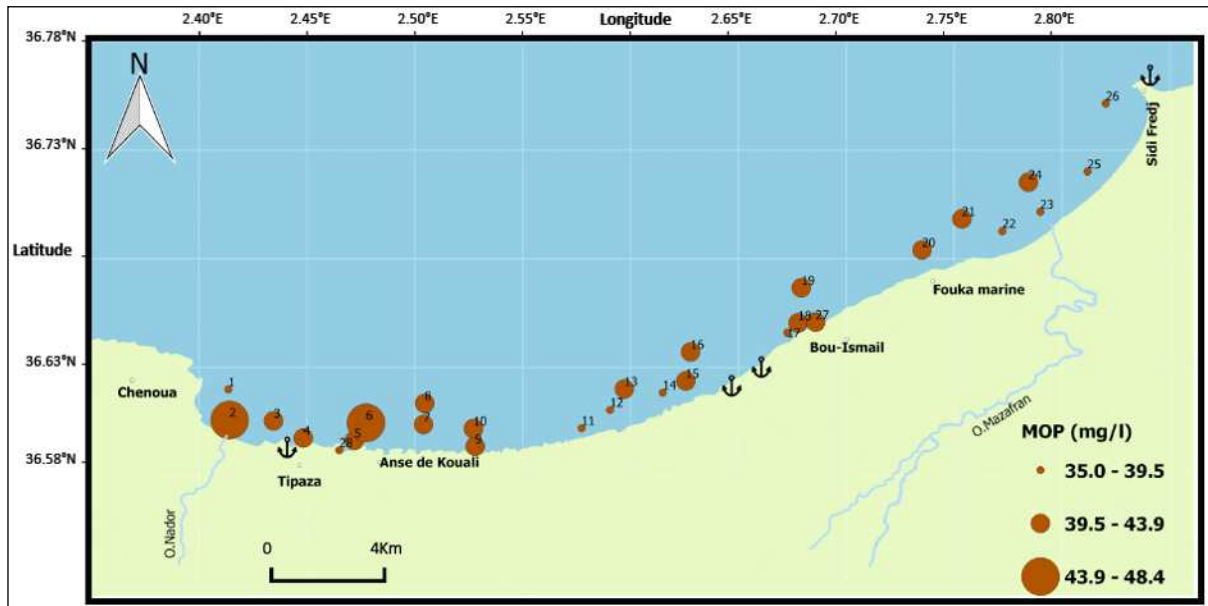 2.40°E 2.45°E 2.50°E 2.55°E Longitude 2.65°E 2.70°E 2.75°E 2.80°E
36.78°N
N
26
Sidi Fredj
36.73°N
25
24
23
21
22
20
Latitude
19
Fouka marine
18 27
17
Bou-Ismail
16
36.63°N
15
13
14
1
Chenoua
12
8
2 3 6 7 10 11
4 5
9
28
36.58°N
Anse de Kouali
Tipaza
O.Nador
O.Mazafran
0 4Km
MOP (mg/l)
35.0 - 39.5
39.5 - 43.9
43.9 - 48.4